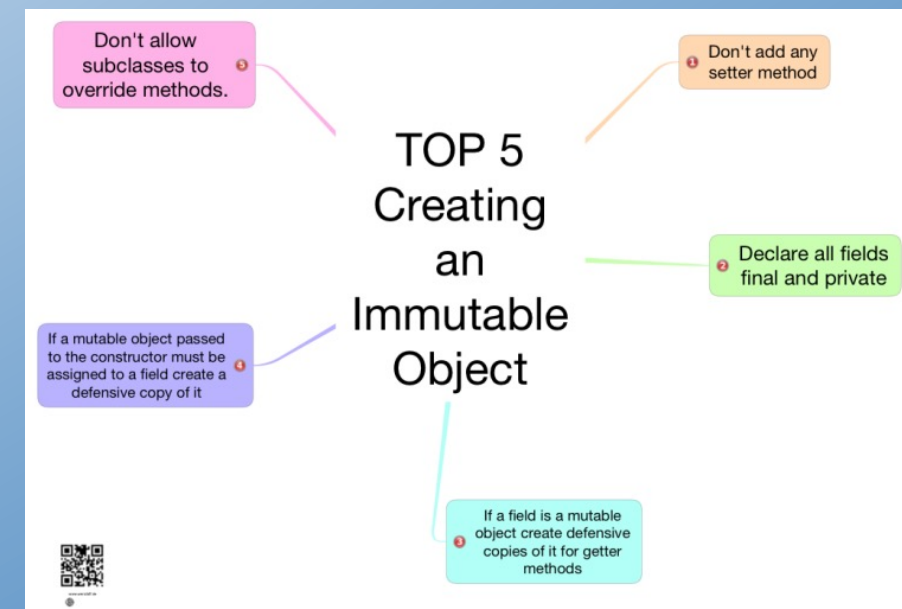 TOP 5
Creating
an
Immutable
Object
1
Don't add any
setter method
2
Declare all fields
final and private
3
If a field is a mutable
object create defensive
copies of it for getter
methods
4
If a mutable object passed
to the constructor must be
assigned to a field create a
defensive copy of it
5
Don't allow
subclasses to
override methods.